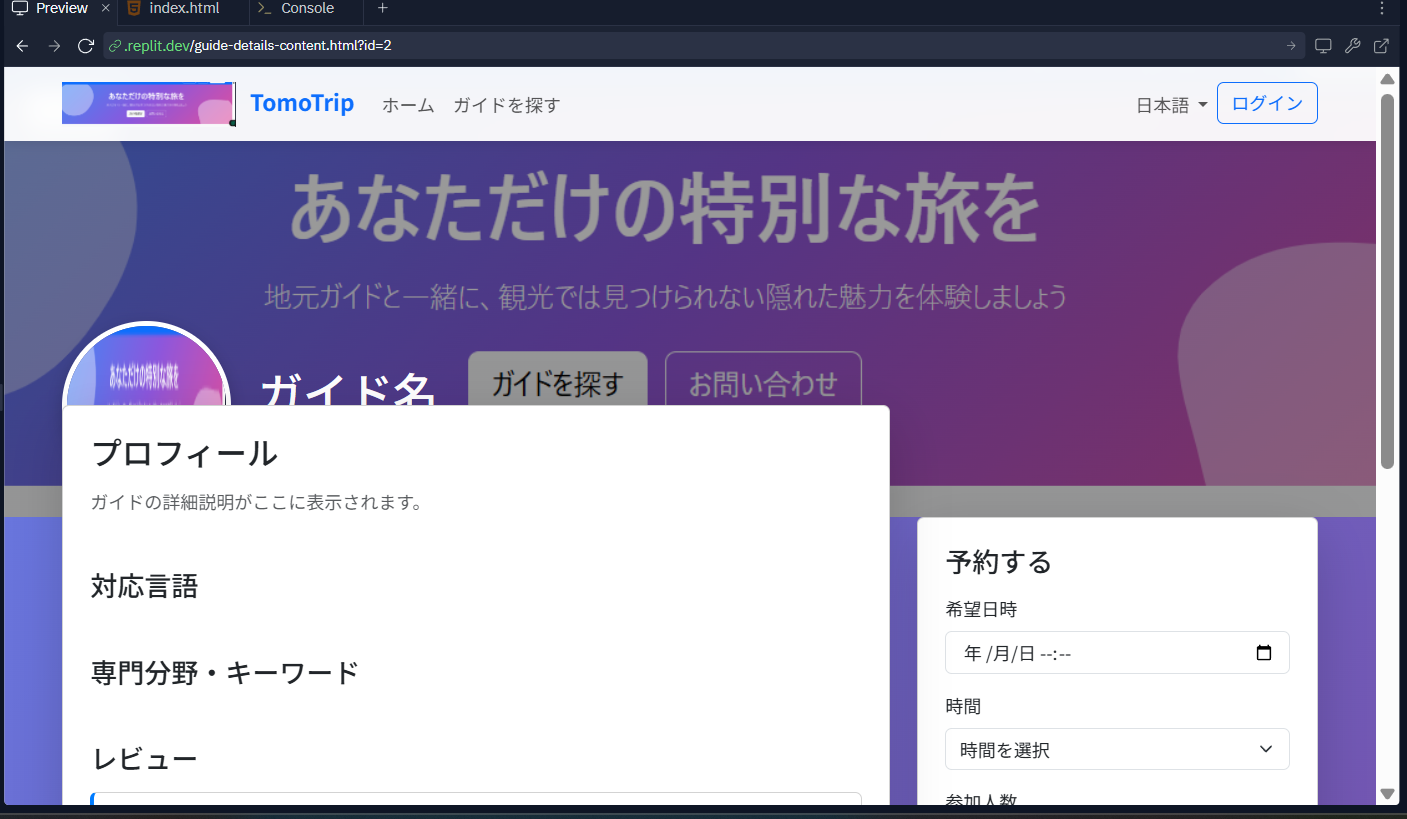 Preview × index.html Console +
.replit.dev/guide-details-content.html?id=2
あなただけの特別な旅を
TomoTrip ホーム ガイドを探す 日本語 ログイン
あなただけの特別な旅を
地元ガイドと一緒に、観光では見つけられない隠れた魅力を体験しましょう
あなただけの特別な旅を
ガイド名 ガイドを探す お問い合わせ
プロフィール
ガイドの詳細説明がここに表示されます。
対応言語
専門分野・キーワード
レビュー
予約する
希望日時
年 /月/日 --:--
時間
時間を選択
参加人数